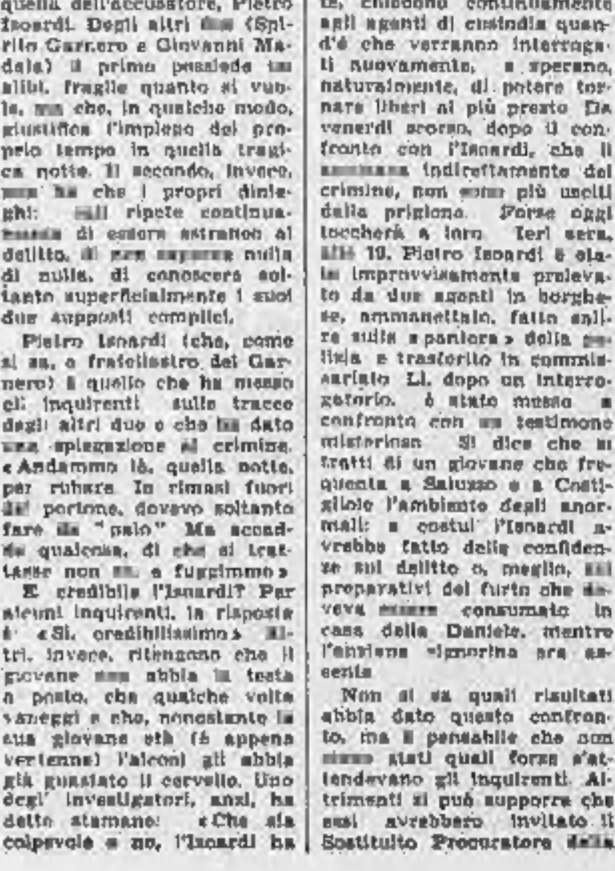 quella dell'accusatore, Pietro
Isoardi. Degli altri due (Spi-
rito Garnero e Giovanni Ma-
dala) il primo possiede un
alibi, fragile quanto si vuo-
le, ma che, in qualche modo,
giustifica l'impiego del pro-
prio tempo in quella tragi-
ca notte. Il secondo, invece,
non ha che i propri dinie-
ghi: ripete continua-
mente di essere estraneo al
delitto, di non sapere nulla
di nulla, di conoscere sol-
tanto superficialmente i suoi
due supposti complici.
Pietro Isoardi (che, come
si sa, è fratellastro del Gar-
nero) è quello che ha messo
gli inquirenti sulle tracce
degli altri due e che ha dato
una spiegazione al crimine.
« Andammo là, quella notte,
per rubare. Io rimasi fuori
del portone, dovevo soltanto
fare da "palo" Ma accad-
de qualcosa, di che si trat-
tasse non so, e fuggimmo »
E' credibile l'Isoardi? Per
alcuni inquirenti, la risposta
è: « Sì, credibilissimo » Al-
tri, invece, ritengono che il
giovane non abbia la testa
a posto, che qualche volta
vaneggi e che, nonostante la
sua giovane età (è appena
ventenne) l'alcool gli abbia
già guastato il cervello. Uno
degl' investigatori, anzi, ha
detto stamane: « Che sia
colpevole o no, l'Isoardi ha
te, chiedono continuamente
agli agenti di custodia quan-
d'è che verranno interroga-
ti nuovamente, e sperano,
naturalmente, di potere tor-
nare liberi al più presto Da
venerdì scorso, dopo il con-
fronto con l'Isoardi, che li
indirettamente del
crimine, non sono più usciti
dalla prigione. Forse oggi
toccherà a loro Ieri sera,
alle 19, Pietro Isoardi è sta-
to improvvisamente preleva-
to da due agenti in borghe-
se, ammanettato, fatto sali-
re sulla « pantera » della po-
lizia e trasferito in commis-
sariato Lì, dopo un interro-
gatorio, è stato messo a
confronto con un testimone
misterioso Si dice che si
tratti di un giovane che fre-
quenta a Saluzzo e a Costi-
gliole l'ambiente degli anor-
mali: a costui l'Isoardi a-
vrebbe fatto delle confiden-
ze sul delitto o, meglio, sui
preparativi del furto che do-
veva essere consumato in
casa della Daniele, mentre
l'anziana signorina era as-
sente
Non si sa quali risultati
abbia dato questo confron-
to, ma è pensabile che non
siano stati quali forse s'at-
tendevano gli inquirenti. Al-
trimenti si può supporre che
essi avrebbero invitato il
Sostituto Procuratore della